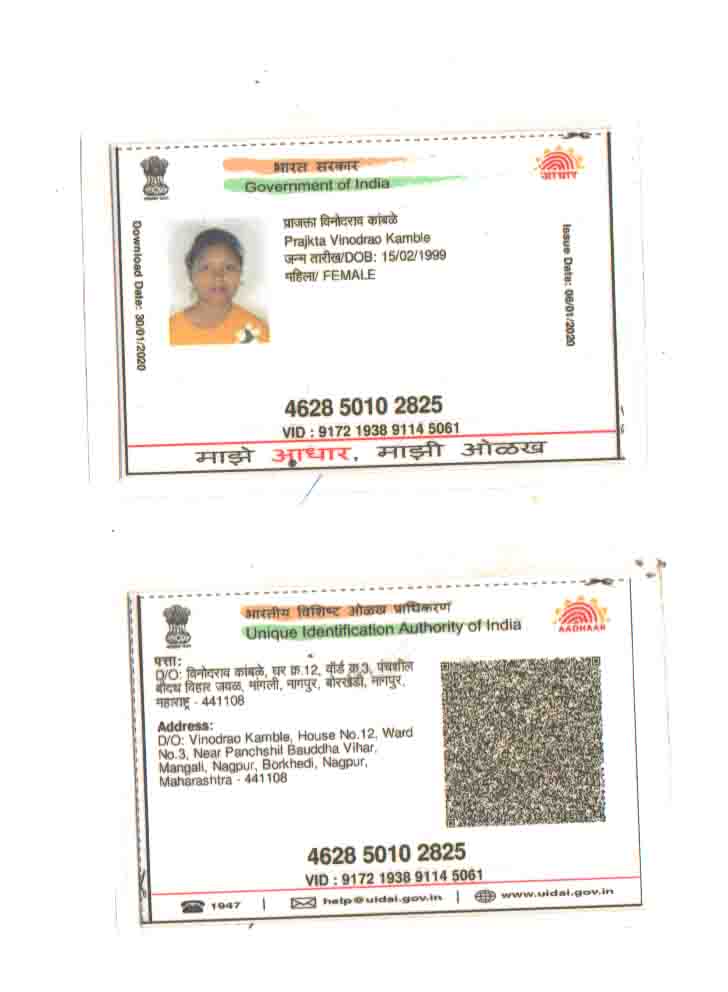 भारत सरकार
Government of India
आधार
Download Date: 30/01/2020
प्राजक्ता विनोदराव कांबळे
Prajkta Vinodrao Kamble
जन्म तारीख/DOB: 15/02/1999
महिला/ FEMALE
Issue Date: 06/01/2020
4628 5010 2825
VID : 9172 1938 9114 5061
माझे आधार, माझी ओळख
भारतीय विशिष्ट ओळख प्राधिकरण
Unique Identification Authority of India
AADHAAR
पत्ता:
D/O: विनोदराव कांबळे, घर क्र.12, वॉर्ड क्र.3, पंचशील
बौदध विहार जवळ, मांगली, नागपुर, बोरखेडी, नागपुर,
महाराष्ट्र - 441108
Address:
D/O: Vinodrao Kamble, House No.12, Ward
No.3, Near Panchshil Bauddha Vihar,
Mangali, Nagpur, Borkhedi, Nagpur,
Maharashtra - 441108
4628 5010 2825
VID : 9172 1938 9114 5061
1947 | help@uidai.gov.in | www.uidai.gov.in